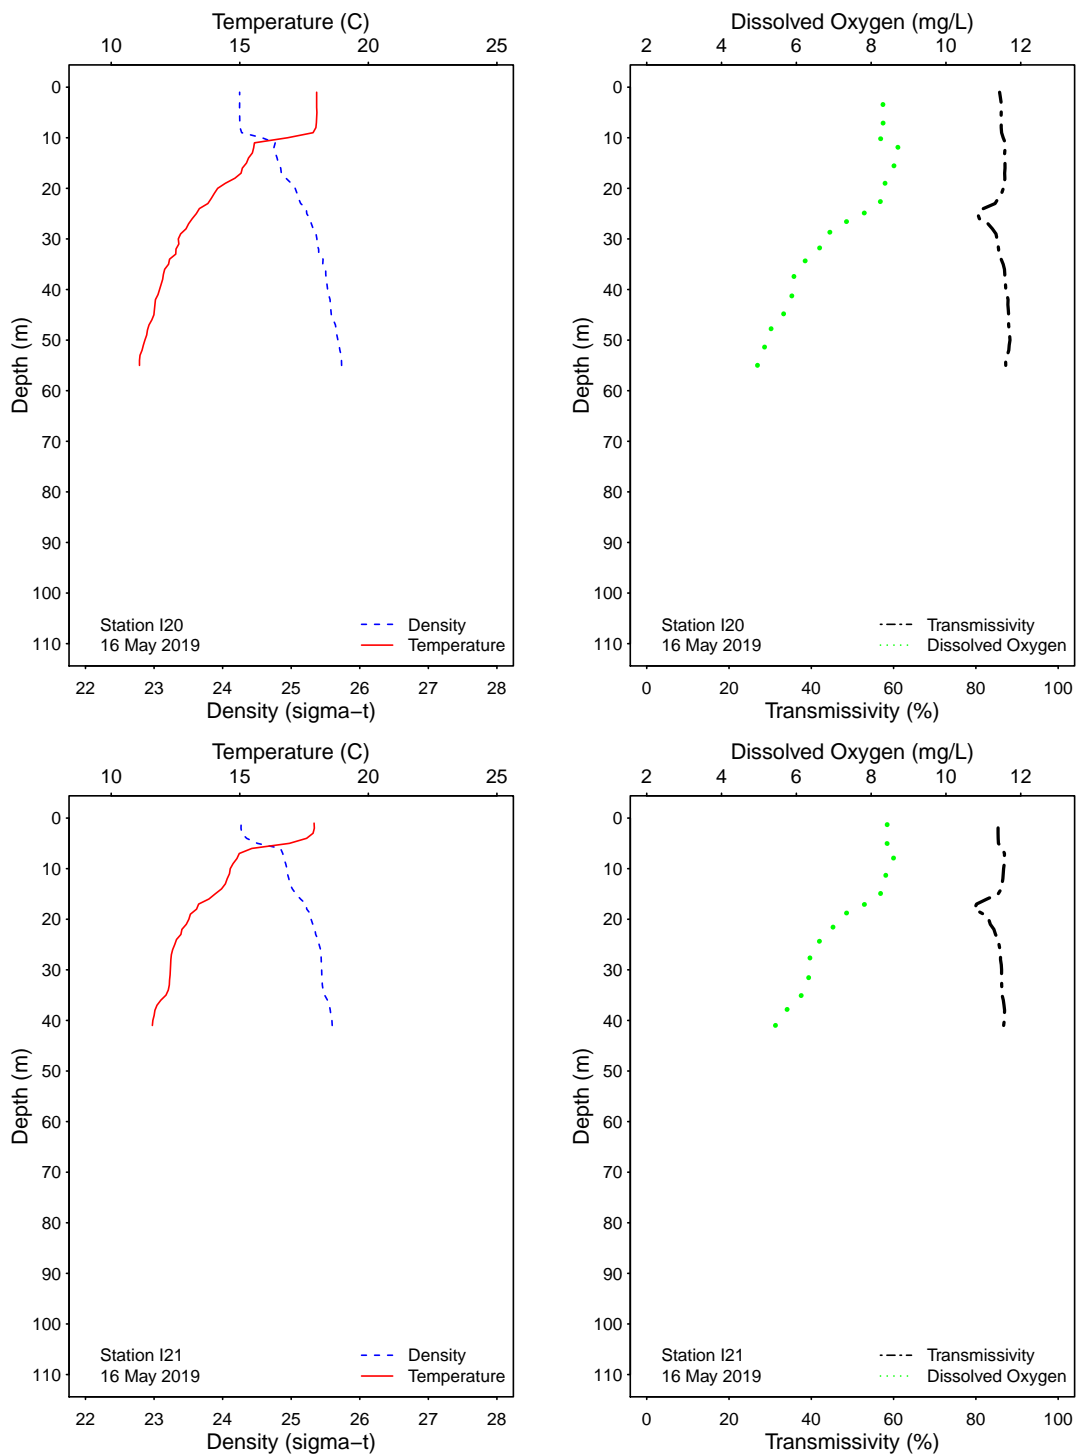 Temperature (C)
10 15 20 25
0
10
20
30
40
50
60
70
80
90
100
110
Depth (m)
Station I20
16 May 2019
Density
Temperature
22 23 24 25 26 27 28
Density (sigma−t)
Dissolved Oxygen (mg/L)
2 4 6 8 10 12
0
10
20
30
40
50
60
70
80
90
100
110
Depth (m)
Station I20
16 May 2019
Transmissivity
Dissolved Oxygen
0 20 40 60 80 100
Transmissivity (%)
Temperature (C)
10 15 20 25
0
10
20
30
40
50
60
70
80
90
100
110
Depth (m)
Station I21
16 May 2019
Density
Temperature
22 23 24 25 26 27 28
Density (sigma−t)
Dissolved Oxygen (mg/L)
2 4 6 8 10 12
0
10
20
30
40
50
60
70
80
90
100
110
Depth (m)
Station I21
16 May 2019
Transmissivity
Dissolved Oxygen
0 20 40 60 80 100
Transmissivity (%)